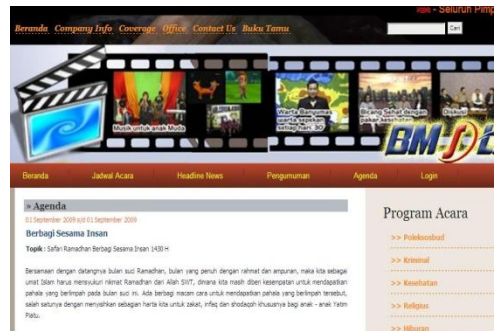 - Seluruh Pimp
Beranda Company Info Coverage Office Contact Us Buku Tamu
Cari
Musik untuk anak Muda
Warta Banyumas
warta sepekan
setiap hari. 30
Bicang Sehat dengan
pakar kesehatan
Diskusi
Beranda Jadwal Acara Headline News Pengumuman Agenda Login
» Agenda
01 September 2009 s/d 01 September 2009
Berbagi Sesama Insan
Topik : Safari Ramadhan Berbagi Sesama Insan 1430 H
Bersamaan dengan datangnya bulan suci Ramadhan, bulan yang penuh dengan rahmat dan ampunan, maka kita sebagai
umat Islam harus mensyukuri nikmat Ramadhan dari Allah SWT, dimana kita masih diberi kesempatan untuk mendapatkan
pahala yang berlimpah pada bulan suci ini. Ada berbagi macam cara untuk mendapatkan pahala yang berlimpah tersebut,
salah satunya dengan menyisihkan sebagian harta kita untuk zakat, infaq dan shodaqoh khususnya bagi anak - anak Yatim
Piatu.
Program Acara
>> Poleksosbud
>> Kriminal
>> Kesehatan
>> Religius
>> Hiburan